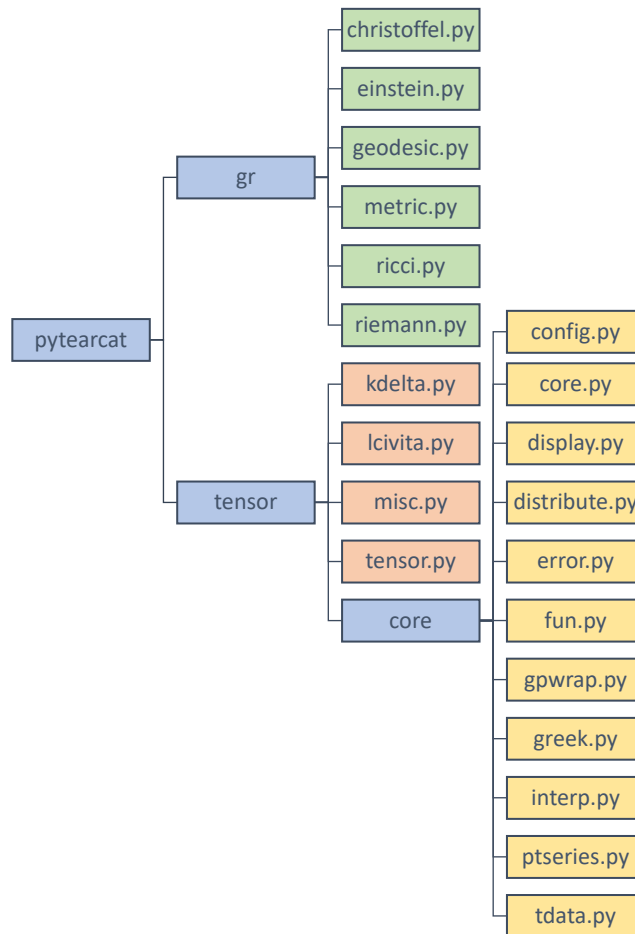 christoffel.py
einstein.py
geodesic.py
gr
metric.py
ricci.py
riemann.py
config.py
pytearcat
kdelta.py
core.py
lcivita.py
display.py
tensor
misc.py
distribute.py
tensor.py
error.py
core
fun.py
gpwrap.py
greek.py
interp.py
ptseries.py
tdata.py